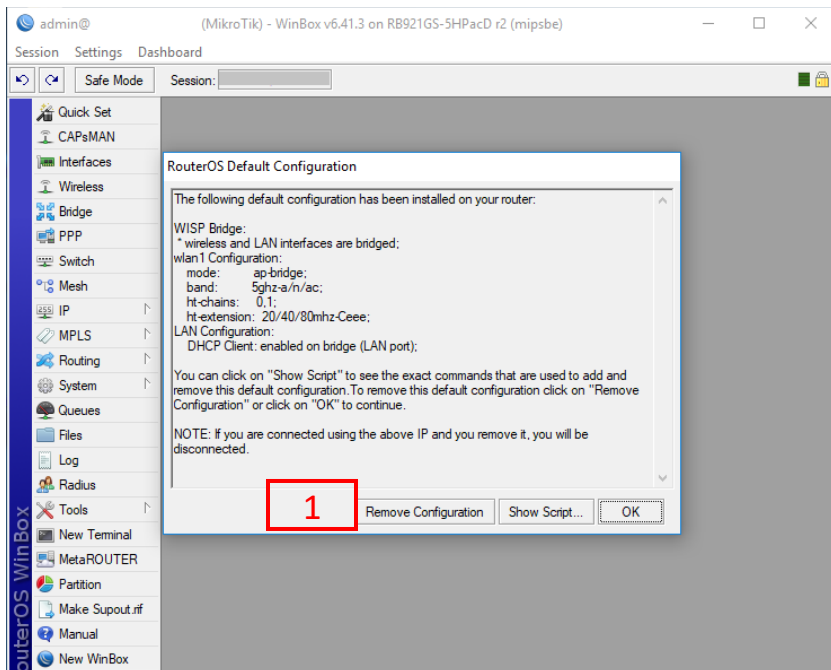 admin@ (MikroTik) - WinBox v6.41.3 on RB921GS-5HPacD r2 (mipsbe)
Session Settings Dashboard
Safe Mode Session:
Quick Set
CAPsMAN
Interfaces
Wireless
Bridge
PPP
Switch
Mesh
IP
MPLS
Routing
System
Queues
Files
Log
Radius
Tools
New Terminal
MetaROUTER
Partition
Make Supout.rif
Manual
New WinBox
outerOS WinBox
RouterOS Default Configuration
The following default configuration has been installed on your router:
WISP Bridge:
* wireless and LAN interfaces are bridged;
wlan1 Configuration:
mode: ap-bridge;
band: 5ghz-a/n/ac;
ht-chains: 0,1;
ht-extension: 20/40/80mhz-Ceee;
LAN Configuration:
DHCP Client: enabled on bridge (LAN port);
You can click on "Show Script" to see the exact commands that are used to add and
remove this default configuration.To remove this default configuration click on "Remove
Configuration" or click on "OK" to continue.
NOTE: If you are connected using the above IP and you remove it, you will be
disconnected.
1 Remove Configuration Show Script... OK